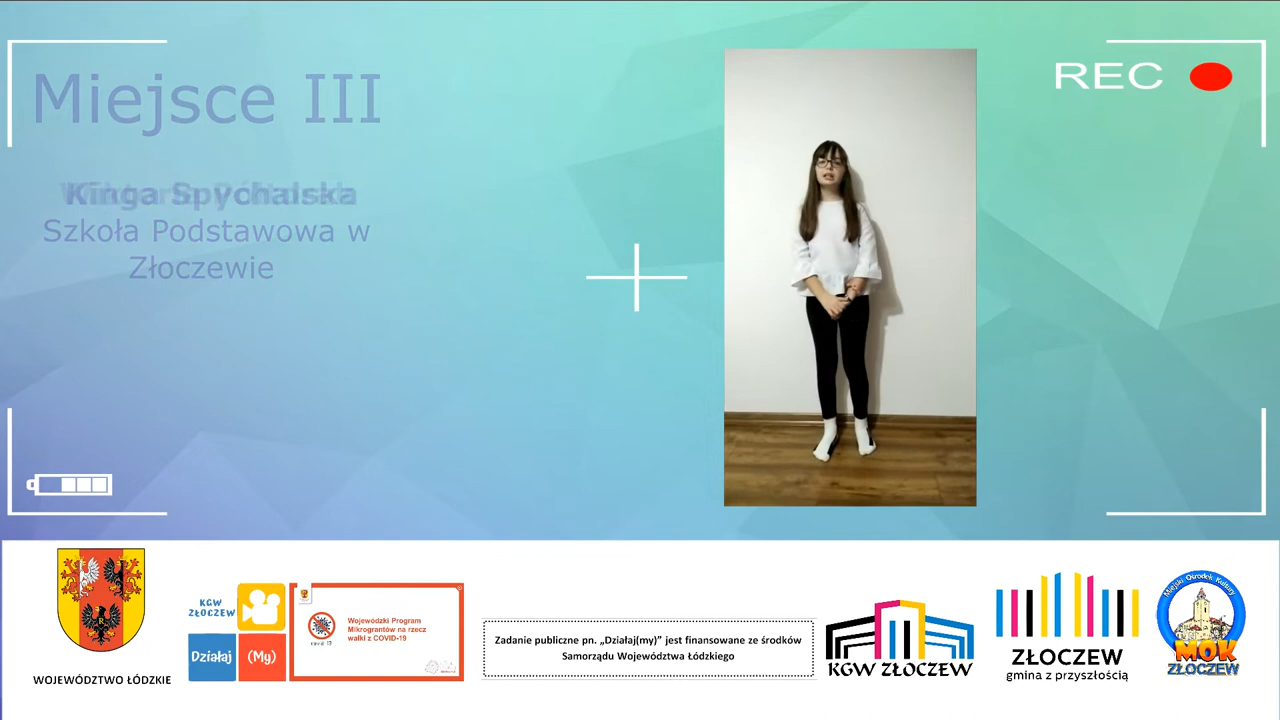 Miejsce III
REC
Kinga Spychalska
Szkoła Podstawowa w
Złoczewie
WOJEWÓDZTWO ŁÓDZKIE
KGW
ZŁOCZEW
Działaj
(My)
Wojewódzki Program
Mikrograntów na rzecz
walki z COVID-19
Zadanie publiczne pn. „Działaj(my)” jest finansowane ze środków
Samorządu Województwa Łódzkiego
KGW ZŁOCZEW
ZŁOCZEW
gmina z przyszłością
Miejski Ośrodek Kultury
MOK
ZŁOCZEW